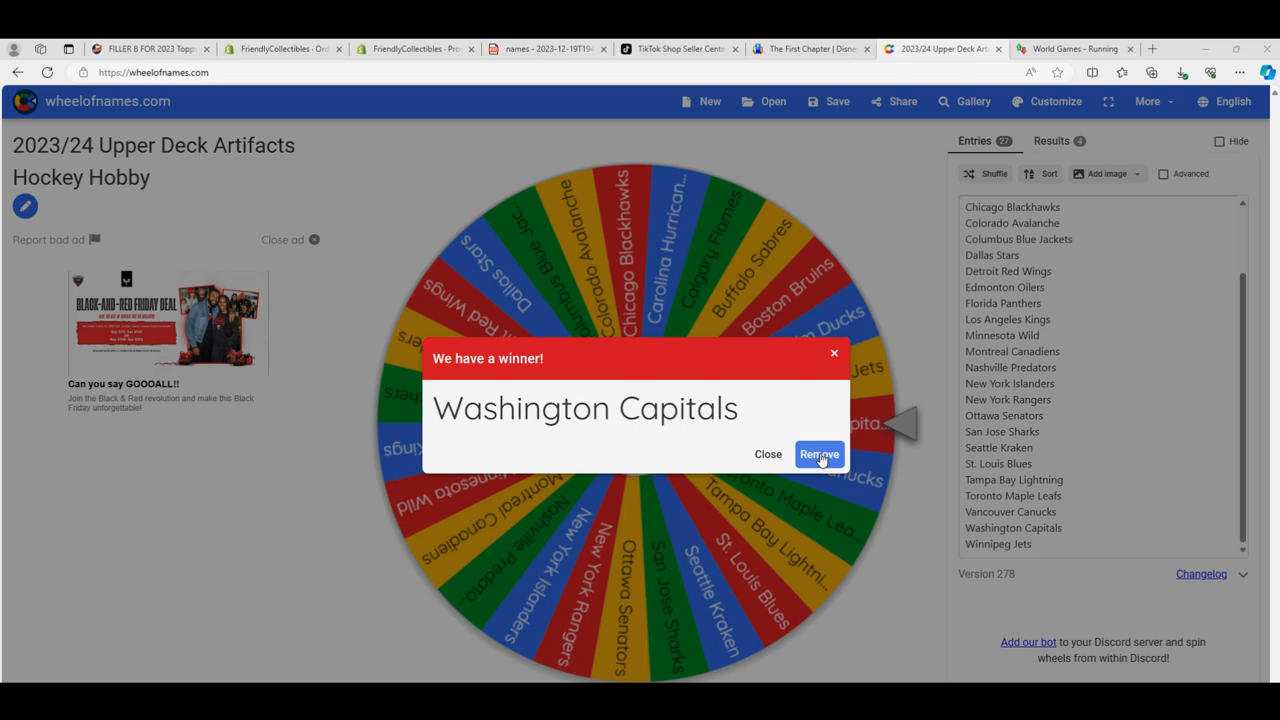 FILLER B FOR 2023 Topp
FriendlyCollectibles · Ord
FriendlyCollectibles · Pro
names - 2023-12-19T194
TikTok Shop Seller Cente
The First Chapter | Disne
2023/24 Upper Deck Arti
World Games - Running
https://wheelofnames.com
wheelofnames.com
New
Open
Save
Share
Gallery
Customize
More
English
2023/24 Upper Deck Artifacts
Hockey Hobby
Report bad ad
Close ad
BLACK-AND-RED FRIDAY DEAL
Can you say GOOOALL!!
Join the Black & Red revolution and make this Black
Friday unforgettable!
Entries 27
Results 4
Hide
Shuffle
Sort
Add image
Advanced
Chicago Blackhawks
Colorado Avalanche
Columbus Blue Jackets
Dallas Stars
Detroit Red Wings
Edmonton Oilers
Florida Panthers
Los Angeles Kings
Minnesota Wild
Montreal Canadiens
Nashville Predators
New York Islanders
New York Rangers
Ottawa Senators
San Jose Sharks
Seattle Kraken
St. Louis Blues
Tampa Bay Lightning
Toronto Maple Leafs
Vancouver Canucks
Washington Capitals
Winnipeg Jets
Version 278
Changelog
Add our bot to your Discord server and spin
wheels from within Discord!
We have a winner!
Washington Capitals
Close
Remove
Chicago Blackhawks
Carolina Hurrican...
Calgary Flames
Buffalo Sabres
Boston Bruins
m Ducks
Jets
pita...
nucks
ronto Maple Lea...
Tampa Bay Lightni...
St. Louis Blues
Seattle Kraken
San Jose Sharks
Ottawa Senators
New York Rangers
New York Islanders
Nashville Predato...
Montreal Canadiens
Minnesota Wild
Kings
thers
ers
it Red Wings
Dallas Stars
olumbus Blue Jac...
Colorado Avalanche